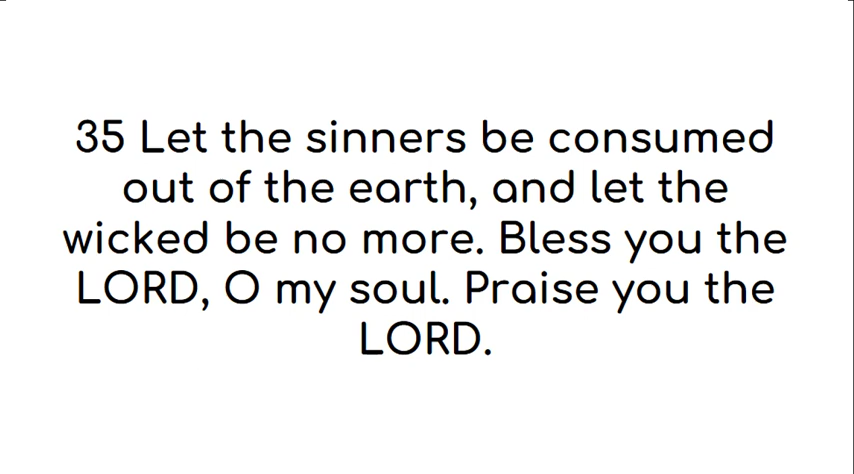 35 Let the sinners be consumed
out of the earth, and let the
wicked be no more. Bless you the
LORD, O my soul. Praise you the
LORD.